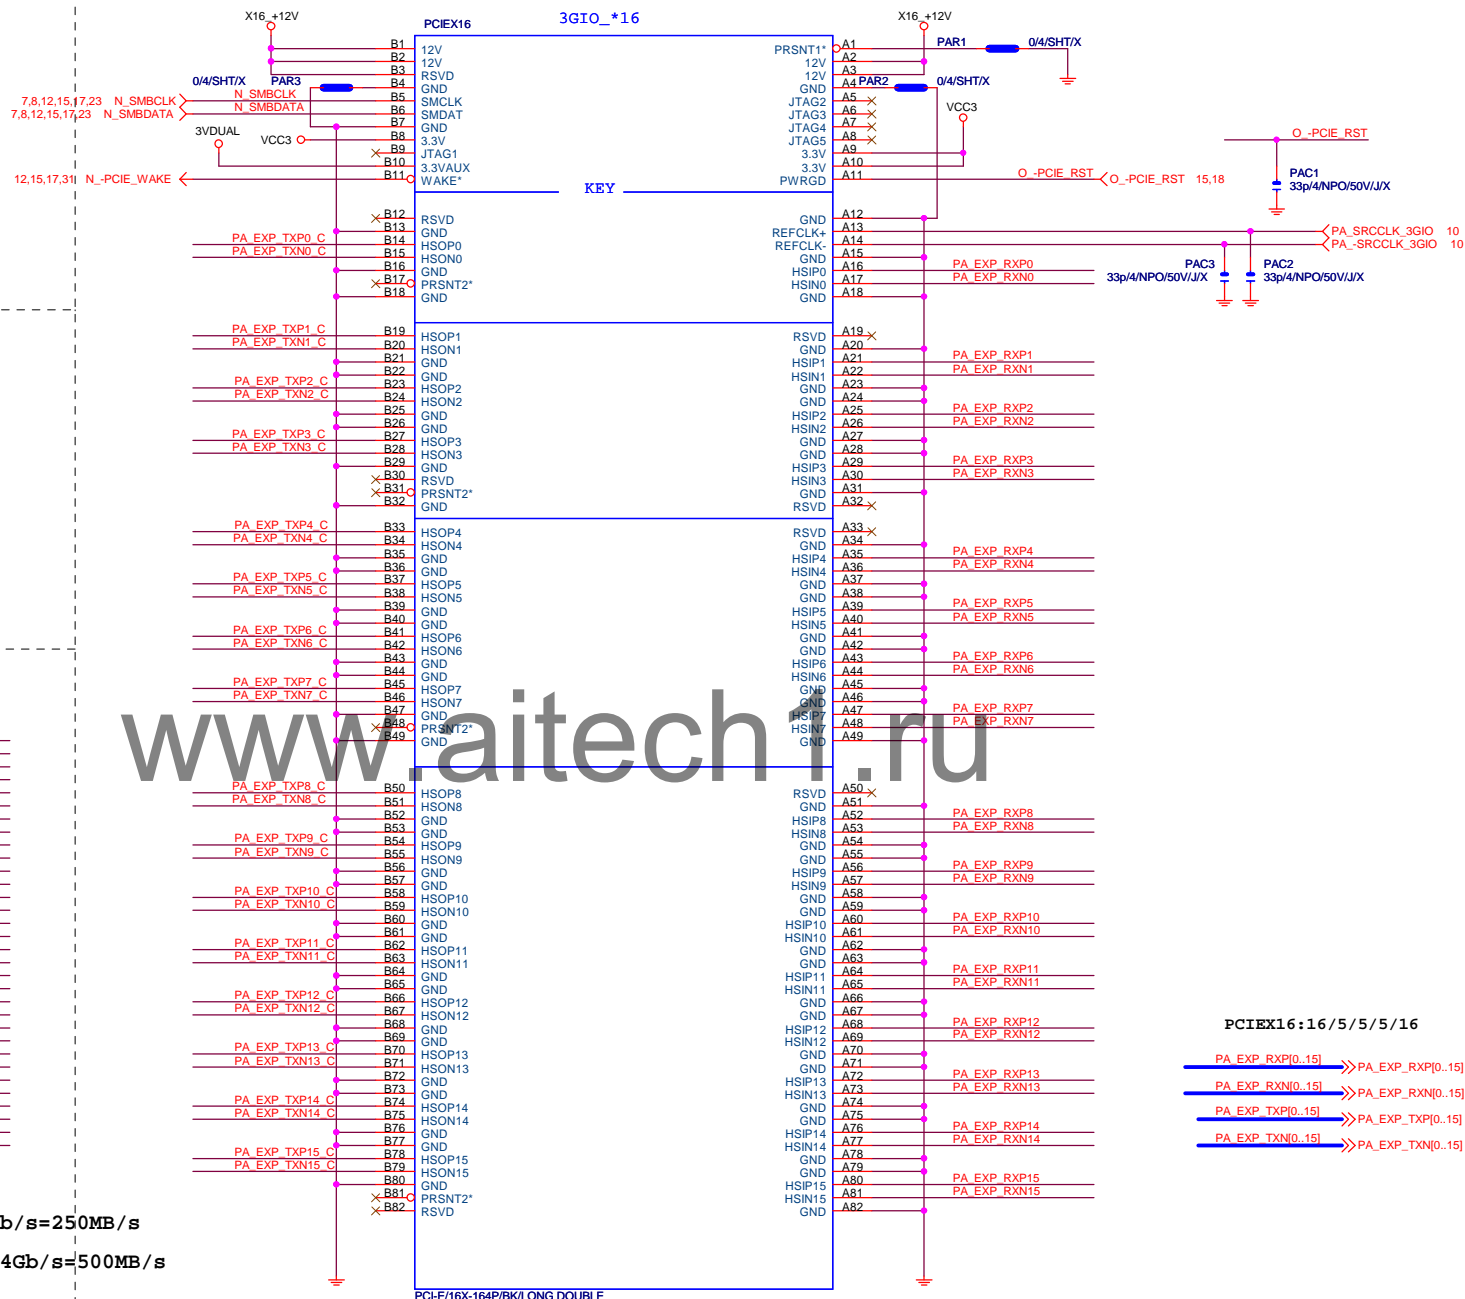 X16_+12V
PCIEX16
3GIO_*16
X16_+12V
B1 12V PRSNT1* A1 PAR1 0/4/SHT/X
B2 12V 12V A2
B3 RSVD 12V A3
0/4/SHT/X PAR3 B4 GND GND A4 PAR2 0/4/SHT/X
7,8,12,15,17,23 N_SMBCLK N_SMBCLK B5 SMCLK JTAG2 A5
7,8,12,15,17,23 N_SMBDATA N_SMBDATA B6 SMDAT JTAG3 A6 VCC3
3VDUAL B7 GND JTAG4 A7
VCC3 B8 3.3V JTAG5 A8 O_-PCIE_RST
B9 JTAG1 3.3V A9
B10 3.3VAUX 3.3V A10
12,15,17,31 N_-PCIE_WAKE B11 WAKE* PWRGD A11 O_-PCIE_RST O_-PCIE_RST 15,18
PAC1
33p/4/NPO/50V/J/X
KEY
B12 RSVD GND A12
B13 GND REFCLK+ A13 PA_SRCCLK_3GIO 10
PA_EXP_TXP0_C B14 HSOP0 REFCLK- A14 PA_-SRCCLK_3GIO 10
PA_EXP_TXN0_C B15 HSON0 GND A15
B16 GND HSIP0 A16 PA_EXP_RXP0
B17 PRSNT2* HSIN0 A17 PA_EXP_RXN0
B18 GND GND A18
PAC3 PAC2
33p/4/NPO/50V/J/X 33p/4/NPO/50V/J/X
PA_EXP_TXP1_C B19 HSOP1 RSVD A19
PA_EXP_TXN1_C B20 HSON1 GND A20
B21 GND HSIP1 A21 PA_EXP_RXP1
B22 GND HSIN1 A22 PA_EXP_RXN1
PA_EXP_TXP2_C B23 HSOP2 GND A23
PA_EXP_TXN2_C B24 HSON2 GND A24
B25 GND HSIP2 A25 PA_EXP_RXP2
B26 GND HSIN2 A26 PA_EXP_RXN2
PA_EXP_TXP3_C B27 HSOP3 GND A27
PA_EXP_TXN3_C B28 HSON3 GND A28
B29 GND HSIP3 A29 PA_EXP_RXP3
B30 RSVD HSIN3 A30 PA_EXP_RXN3
B31 PRSNT2* GND A31
B32 GND RSVD A32
PA_EXP_TXP4_C B33 HSOP4 RSVD A33
PA_EXP_TXN4_C B34 HSON4 GND A34
B35 GND HSIP4 A35 PA_EXP_RXP4
B36 GND HSIN4 A36 PA_EXP_RXN4
PA_EXP_TXP5_C B37 HSOP5 GND A37
PA_EXP_TXN5_C B38 HSON5 GND A38
B39 GND HSIP5 A39 PA_EXP_RXP5
B40 GND HSIN5 A40 PA_EXP_RXN5
PA_EXP_TXP6_C B41 HSOP6 GND A41
PA_EXP_TXN6_C B42 HSON6 GND A42
B43 GND HSIP6 A43 PA_EXP_RXP6
B44 GND HSIN6 A44 PA_EXP_RXN6
PA_EXP_TXP7_C B45 HSOP7 GND A45
PA_EXP_TXN7_C B46 HSON7 GND A46
B47 GND HSIP7 A47 PA_EXP_RXP7
B48 PRSNT2* HSIN7 A48 PA_EXP_RXN7
B49 GND GND A49
www.aitech1.ru
PA_EXP_TXP8_C B50 HSOP8 RSVD A50
PA_EXP_TXN8_C B51 HSON8 GND A51
B52 GND HSIP8 A52 PA_EXP_RXP8
B53 GND HSIN8 A53 PA_EXP_RXN8
PA_EXP_TXP9_C B54 HSOP9 GND A54
PA_EXP_TXN9_C B55 HSON9 GND A55
B56 GND HSIP9 A56 PA_EXP_RXP9
B57 GND HSIN9 A57 PA_EXP_RXN9
PA_EXP_TXP10_C B58 HSOP10 GND A58
PA_EXP_TXN10_C B59 HSON10 GND A59
B60 GND HSIP10 A60 PA_EXP_RXP10
B61 GND HSIN10 A61 PA_EXP_RXN10
PA_EXP_TXP11_C B62 HSOP11 GND A62
PA_EXP_TXN11_C B63 HSON11 GND A63
B64 GND HSIP11 A64 PA_EXP_RXP11
B65 GND HSIN11 A65 PA_EXP_RXN11
PA_EXP_TXP12_C B66 HSOP12 GND A66
PA_EXP_TXN12_C B67 HSON12 GND A67
B68 GND HSIP12 A68 PA_EXP_RXP12
B69 GND HSIN12 A69 PA_EXP_RXN12
PA_EXP_TXP13_C B70 HSOP13 GND A70
PA_EXP_TXN13_C B71 HSON13 GND A71
B72 GND HSIP13 A72 PA_EXP_RXP13
B73 GND HSIN13 A73 PA_EXP_RXN13
PA_EXP_TXP14_C B74 HSOP14 GND A74
PA_EXP_TXN14_C B75 HSON14 GND A75
B76 GND HSIP14 A76 PA_EXP_RXP14
B77 GND HSIN14 A77 PA_EXP_RXN14
PA_EXP_TXP15_C B78 HSOP15 GND A78
PA_EXP_TXN15_C B79 HSON15 GND A79
B80 GND HSIP15 A80 PA_EXP_RXP15
B81 PRSNT2* HSIN15 A81 PA_EXP_RXN15
B82 RSVD GND A82
PCIEX16:16/5/5/5/16
PA_EXP_RXP[0..15] PA_EXP_RXP[0..15]
PA_EXP_RXN[0..15] PA_EXP_RXN[0..15]
PA_EXP_TXP[0..15] PA_EXP_TXP[0..15]
PA_EXP_TXN[0..15] PA_EXP_TXN[0..15]
b/s=250MB/s
4Gb/s=500MB/s
PCI-E/16X-164P/BK/LONG DOUBLE